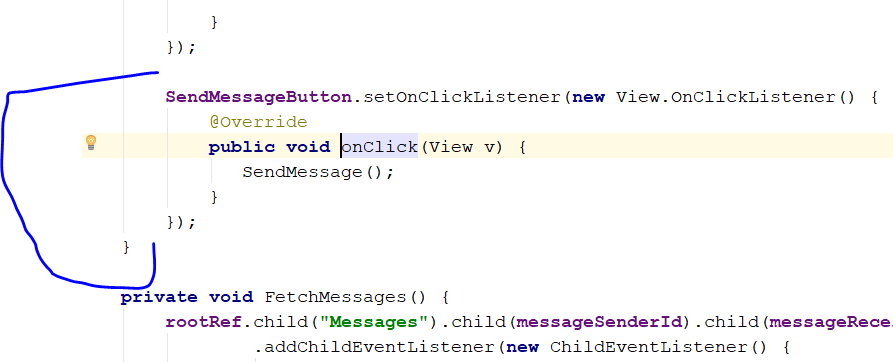 }
});
SendMessageButton.setOnClickListener(new View.OnClickListener() {
@Override
public void onClick(View v) {
SendMessage();
}
});
}
private void FetchMessages() {
rootRef.child("Messages").child(messageSenderId).child(messageRece
.addChildEventListener(new ChildEventListener() {